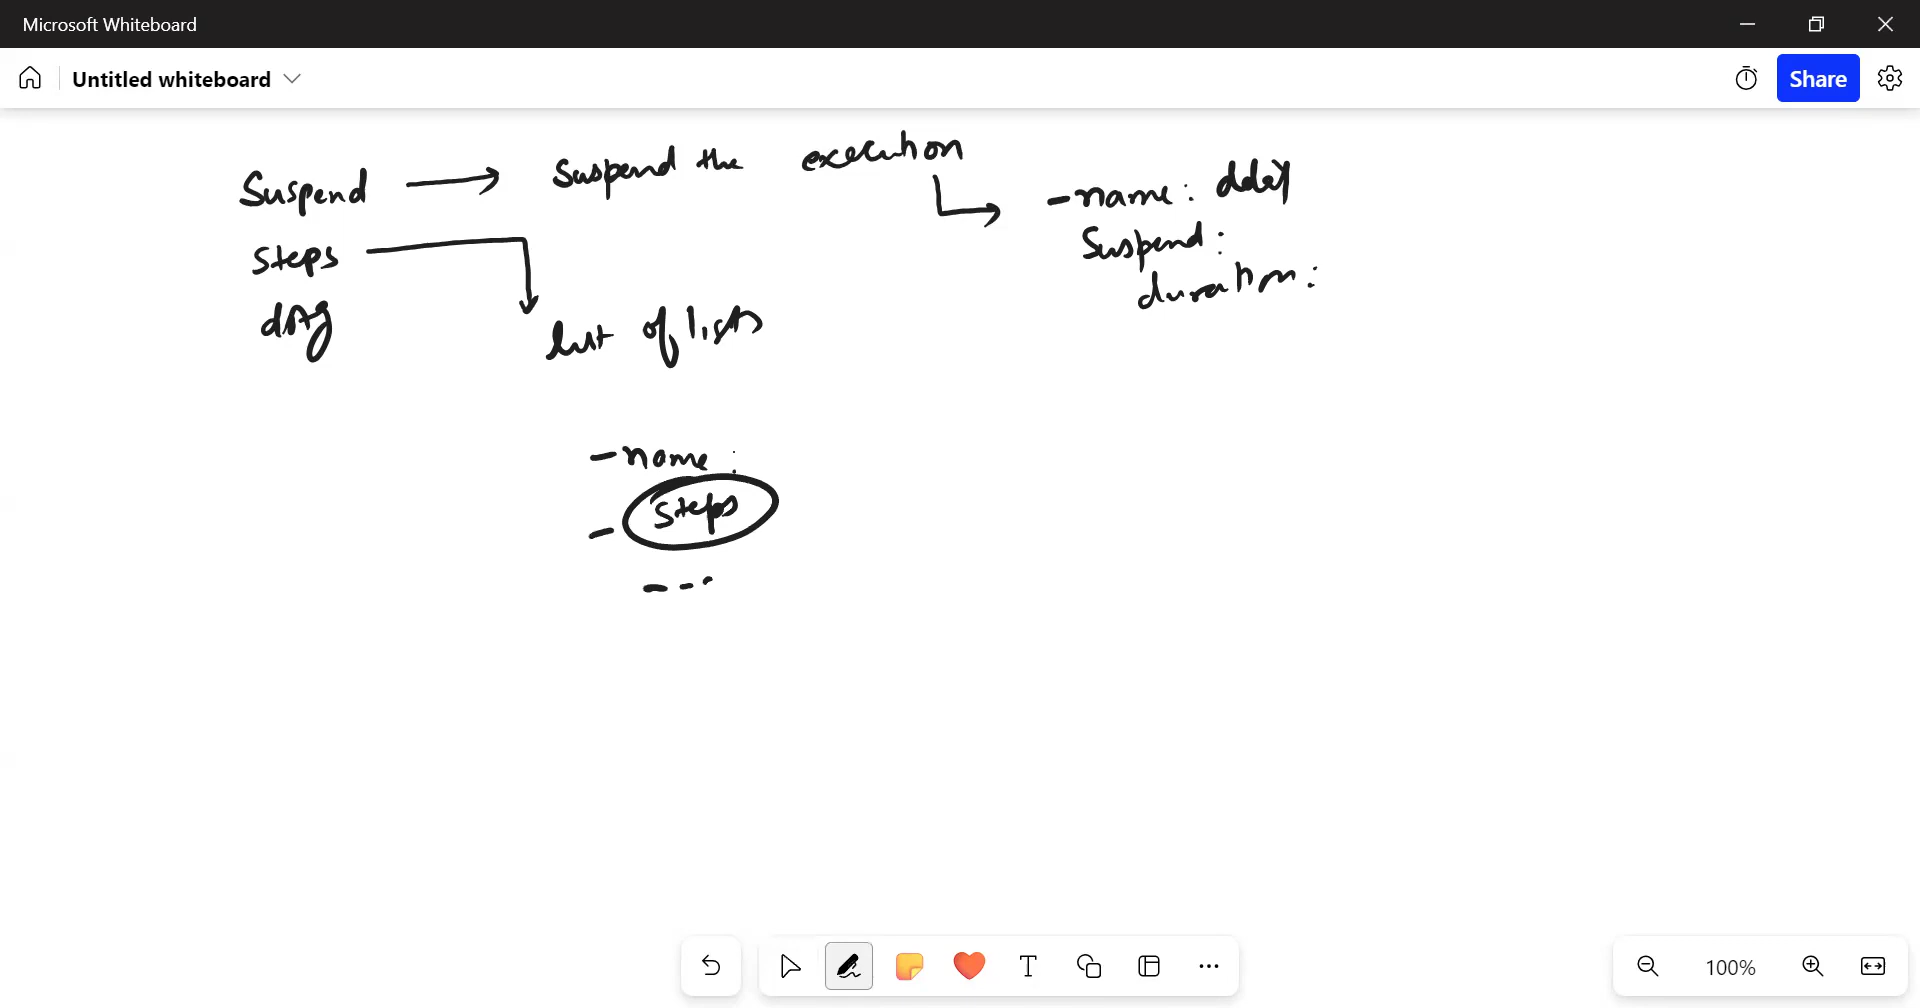 Microsoft Whiteboard
Untitled whiteboard
Share
Suspend
Suspend the execution
- name: delay
Suspend:
duration:
steps
dag
list of lists
- name :
- steps
100%